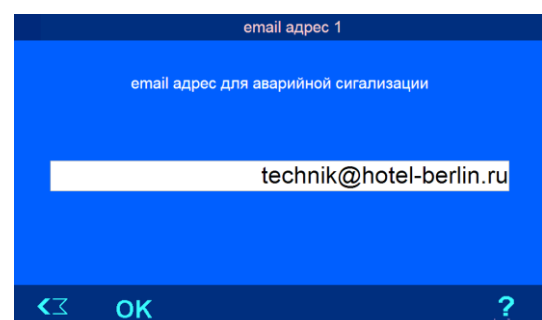 email адрес 1
email адрес для аварийной сигализации
technik@hotel-berlin.ru
OK ?